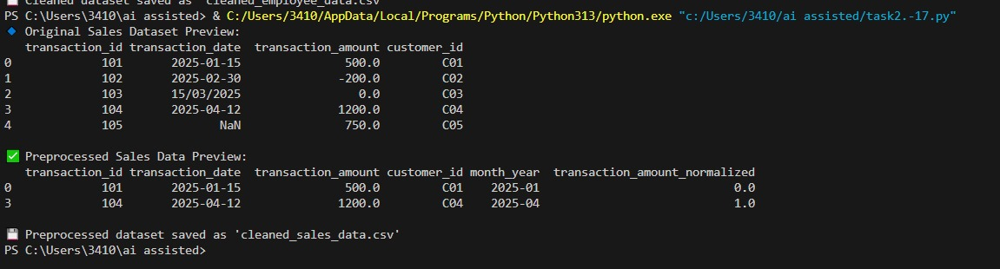 Cleaned dataset saved as 'cleaned_employee_data.csv'
PS C:\Users\3410\ai assisted> & C:/Users/3410/AppData/Local/Programs/Python/Python313/python.exe "c:/Users/3410/ai assisted/task2.-17.py"
🔹 Original Sales Dataset Preview:
   transaction_id transaction_date  transaction_amount customer_id
0             101       2025-01-15               500.0         C01
1             102       2025-02-30              -200.0         C02
2             103       15/03/2025                 0.0         C03
3             104       2025-04-12              1200.0         C04
4             105              NaN               750.0         C05
✅ Preprocessed Sales Data Preview:
   transaction_id transaction_date  transaction_amount customer_id month_year  transaction_amount_normalized
0             101       2025-01-15               500.0         C01    2025-01                            0.0
3             104       2025-04-12              1200.0         C04    2025-04                            1.0
💾 Preprocessed dataset saved as 'cleaned_sales_data.csv'
PS C:\Users\3410\ai assisted>